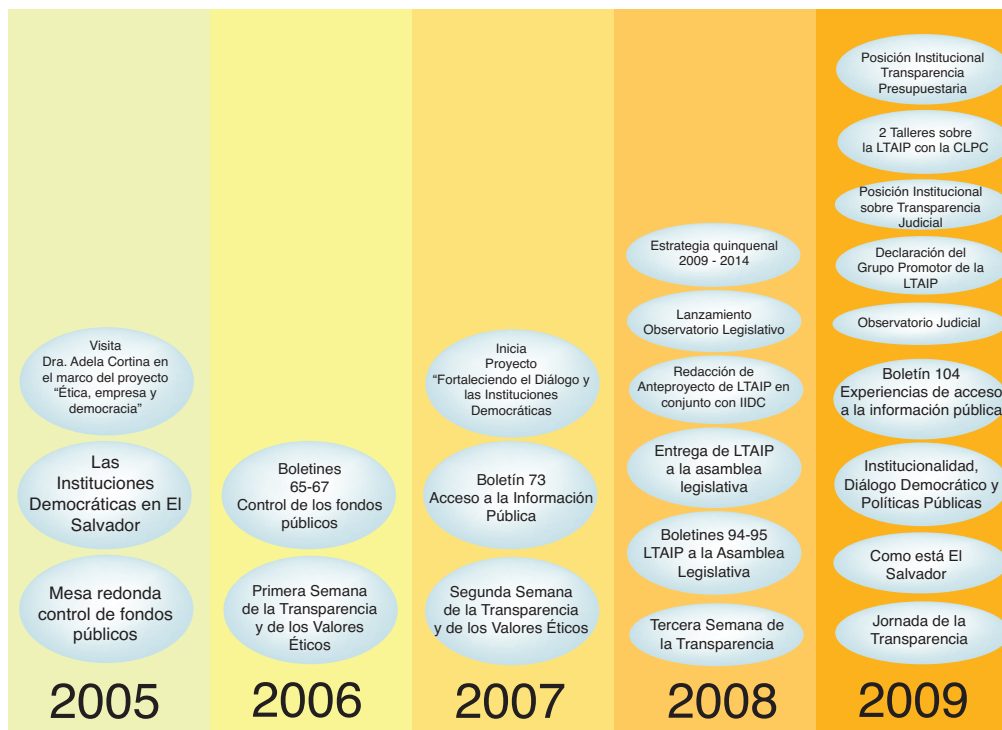 Visita
Dra. Adela Cortina en
el marco del proyecto
“Ética, empresa y
democracia”
Las
Instituciones
Democráticas en El
Salvador
Mesa redonda
control de fondos
públicos
2005
Boletines
65-67
Control de los fondos
públicos
Primera Semana
de la Transparencia
y de los Valores
Éticos
2006
Inicia
Proyecto
“Fortaleciendo el Diálogo y
las Instituciones
Democráticas
Boletín 73
Acceso a la Información
Pública
Segunda Semana
de la Transparencia
y de los Valores Éticos
2007
Estrategia quinquenal
2009 - 2014
Lanzamiento
Observatorio Legislativo
Redacción de
Anteproyecto de LTAIP en
conjunto con IIDC
Entrega de LTAIP
a la asamblea
legislativa
Boletines 94-95
LTAIP a la Asamblea
Legislativa
Tercera Semana de
la Transparencia
2008
Posición Institucional
Transparencia
Presupuestaria
2 Talleres sobre
la LTAIP con la CLPC
Posición Institucional
sobre Transparencia
Judicial
Declaración del
Grupo Promotor de la
LTAIP
Observatorio Judicial
Boletín 104
Experiencias de acceso
a la información pública
Institucionalidad,
Diálogo Democrático y
Políticas Públicas
Como está El
Salvador
Jornada de la
Transparencia
2009